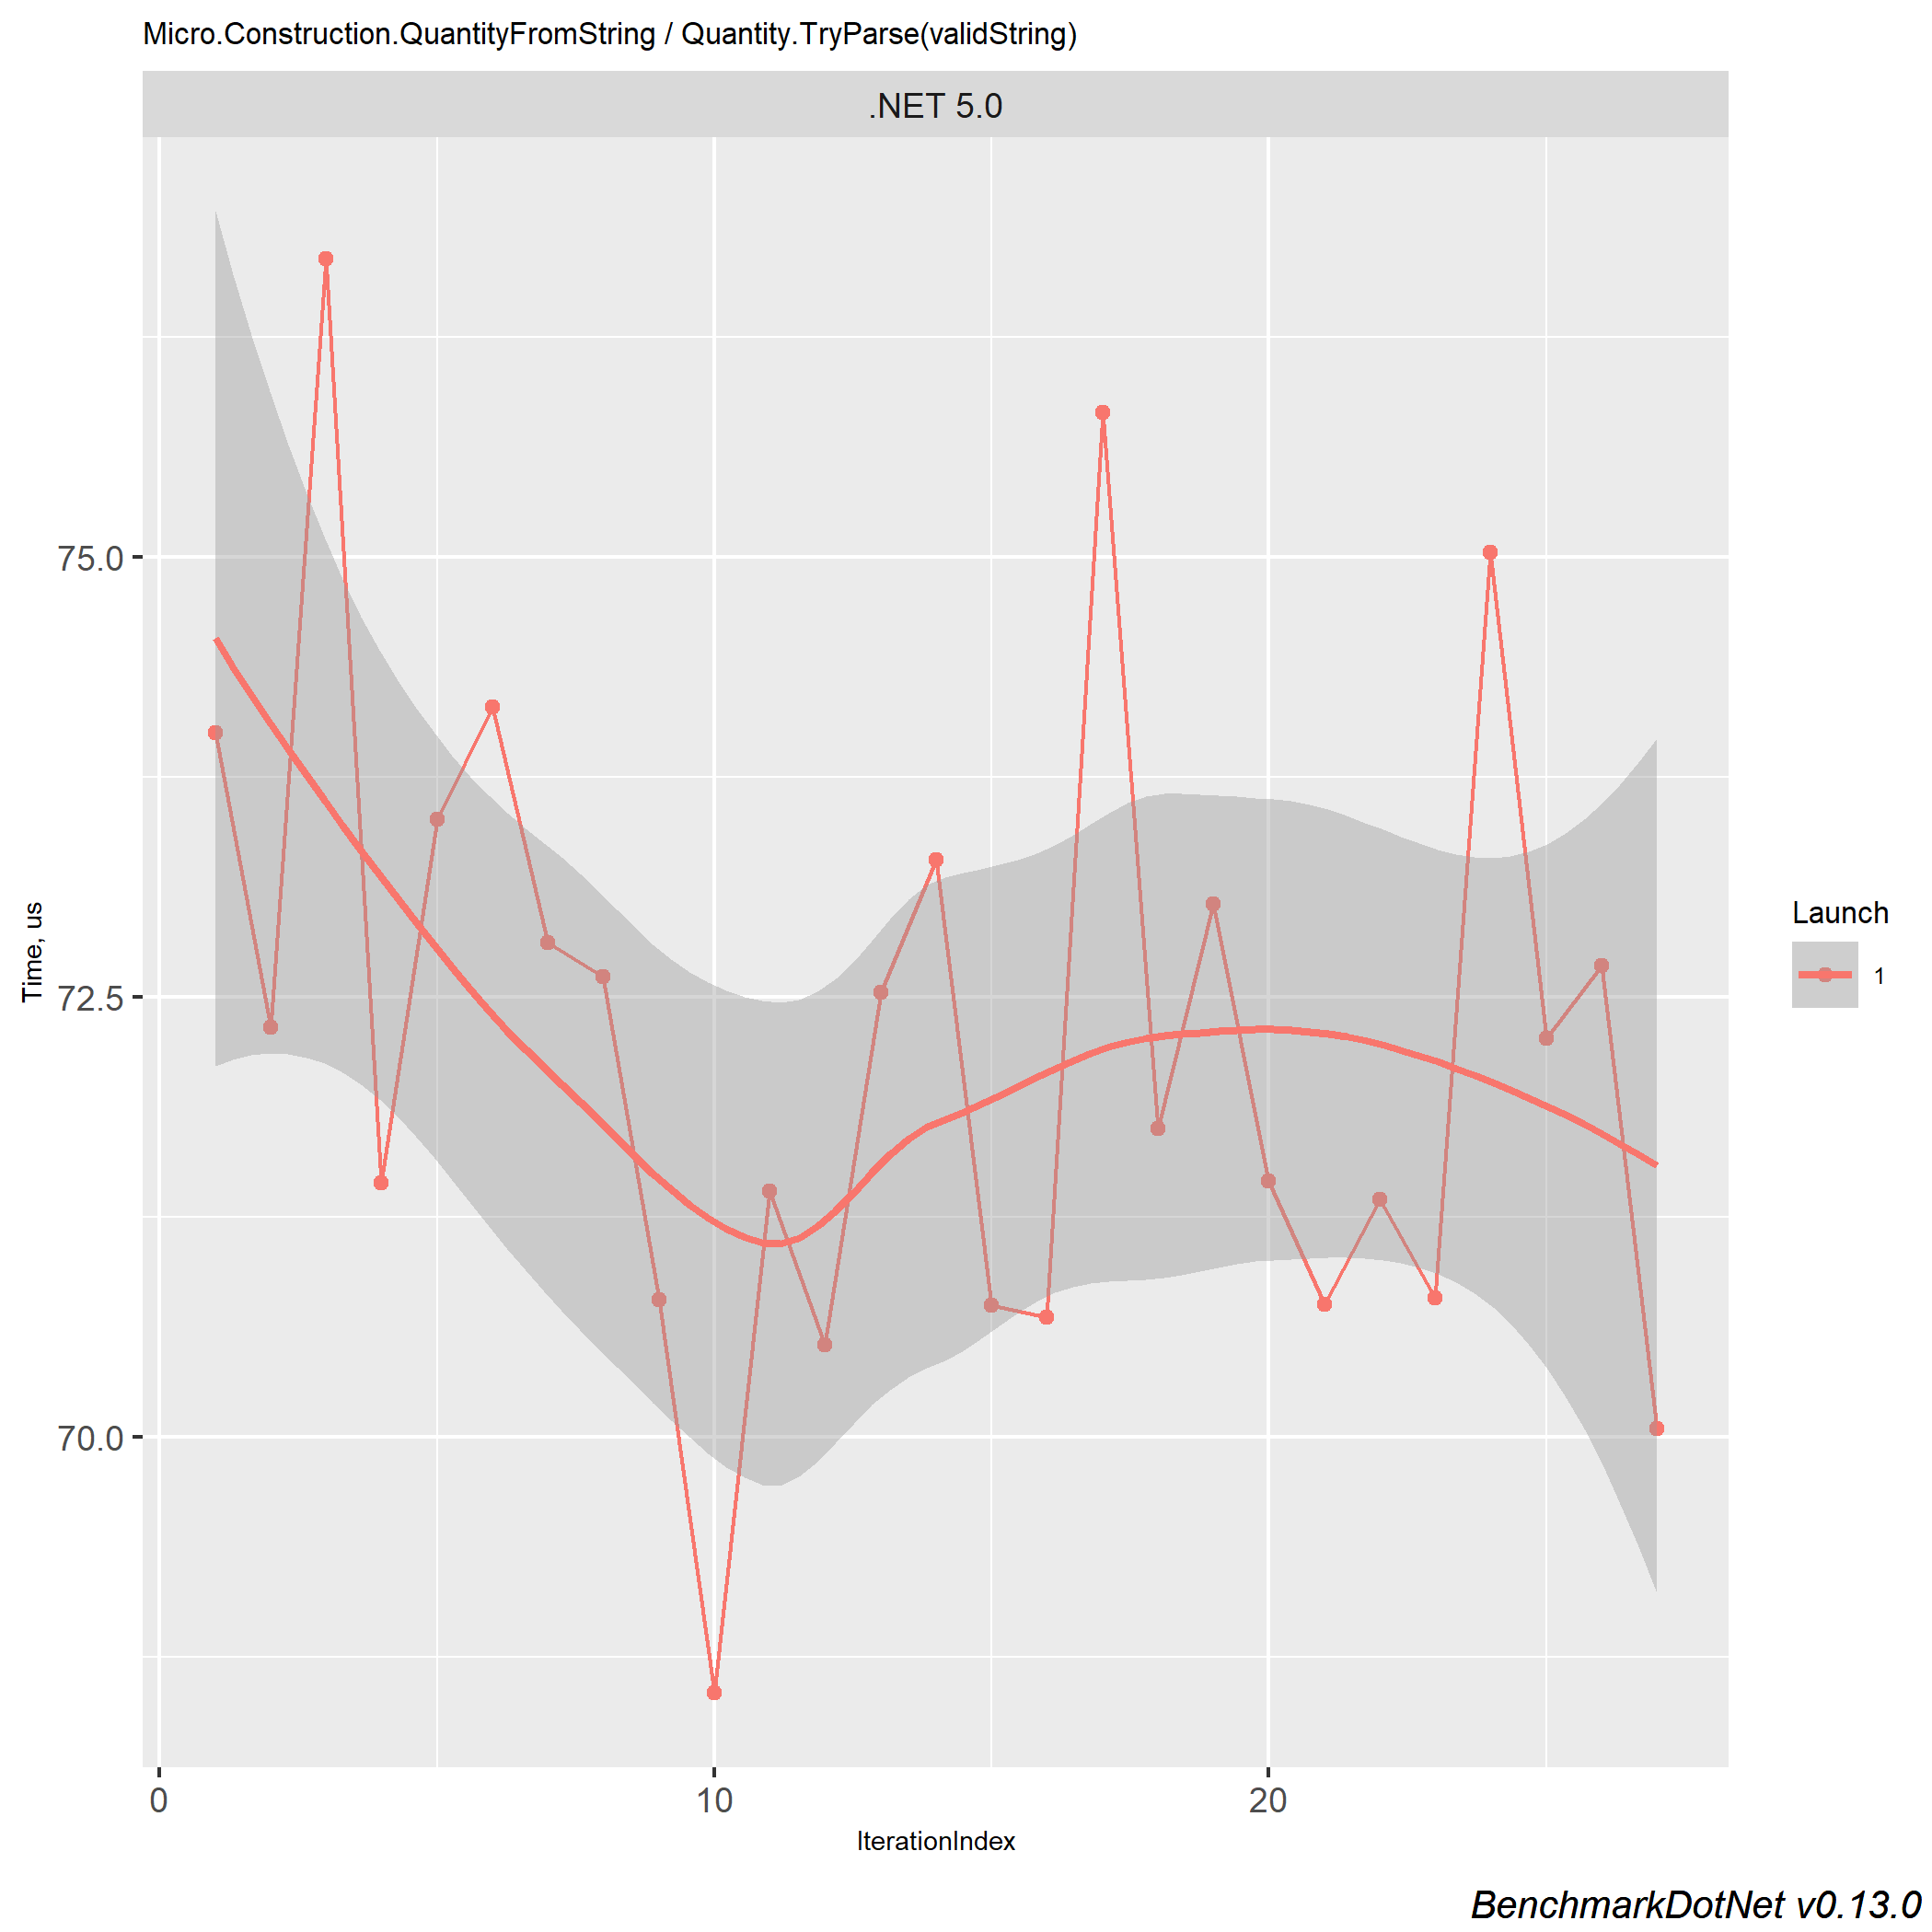 Micro.Construction.QuantityFromString / Quantity.TryParse(validString)
.NET 5.0
75.0
72.5
70.0
Time, us
0
10
20
IterationIndex
Launch
1
BenchmarkDotNet v0.13.0